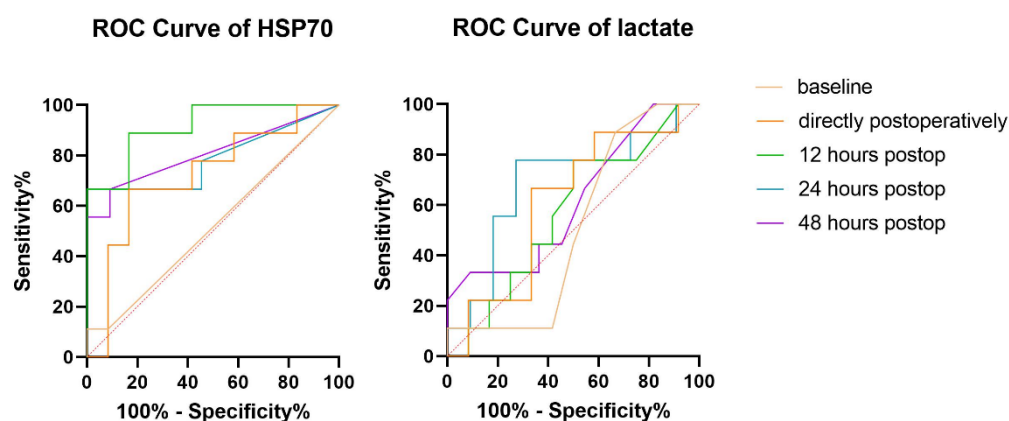 ROC Curve of HSP70
Sensitivity%
100
80
60
40
20
0
0 20 40 60 80 100
100% - Specificity%
ROC Curve of lactate
Sensitivity%
100
80
60
40
20
0
0 20 40 60 80 100
100% - Specificity%
baseline
directly postoperatively
12 hours postop
24 hours postop
48 hours postop